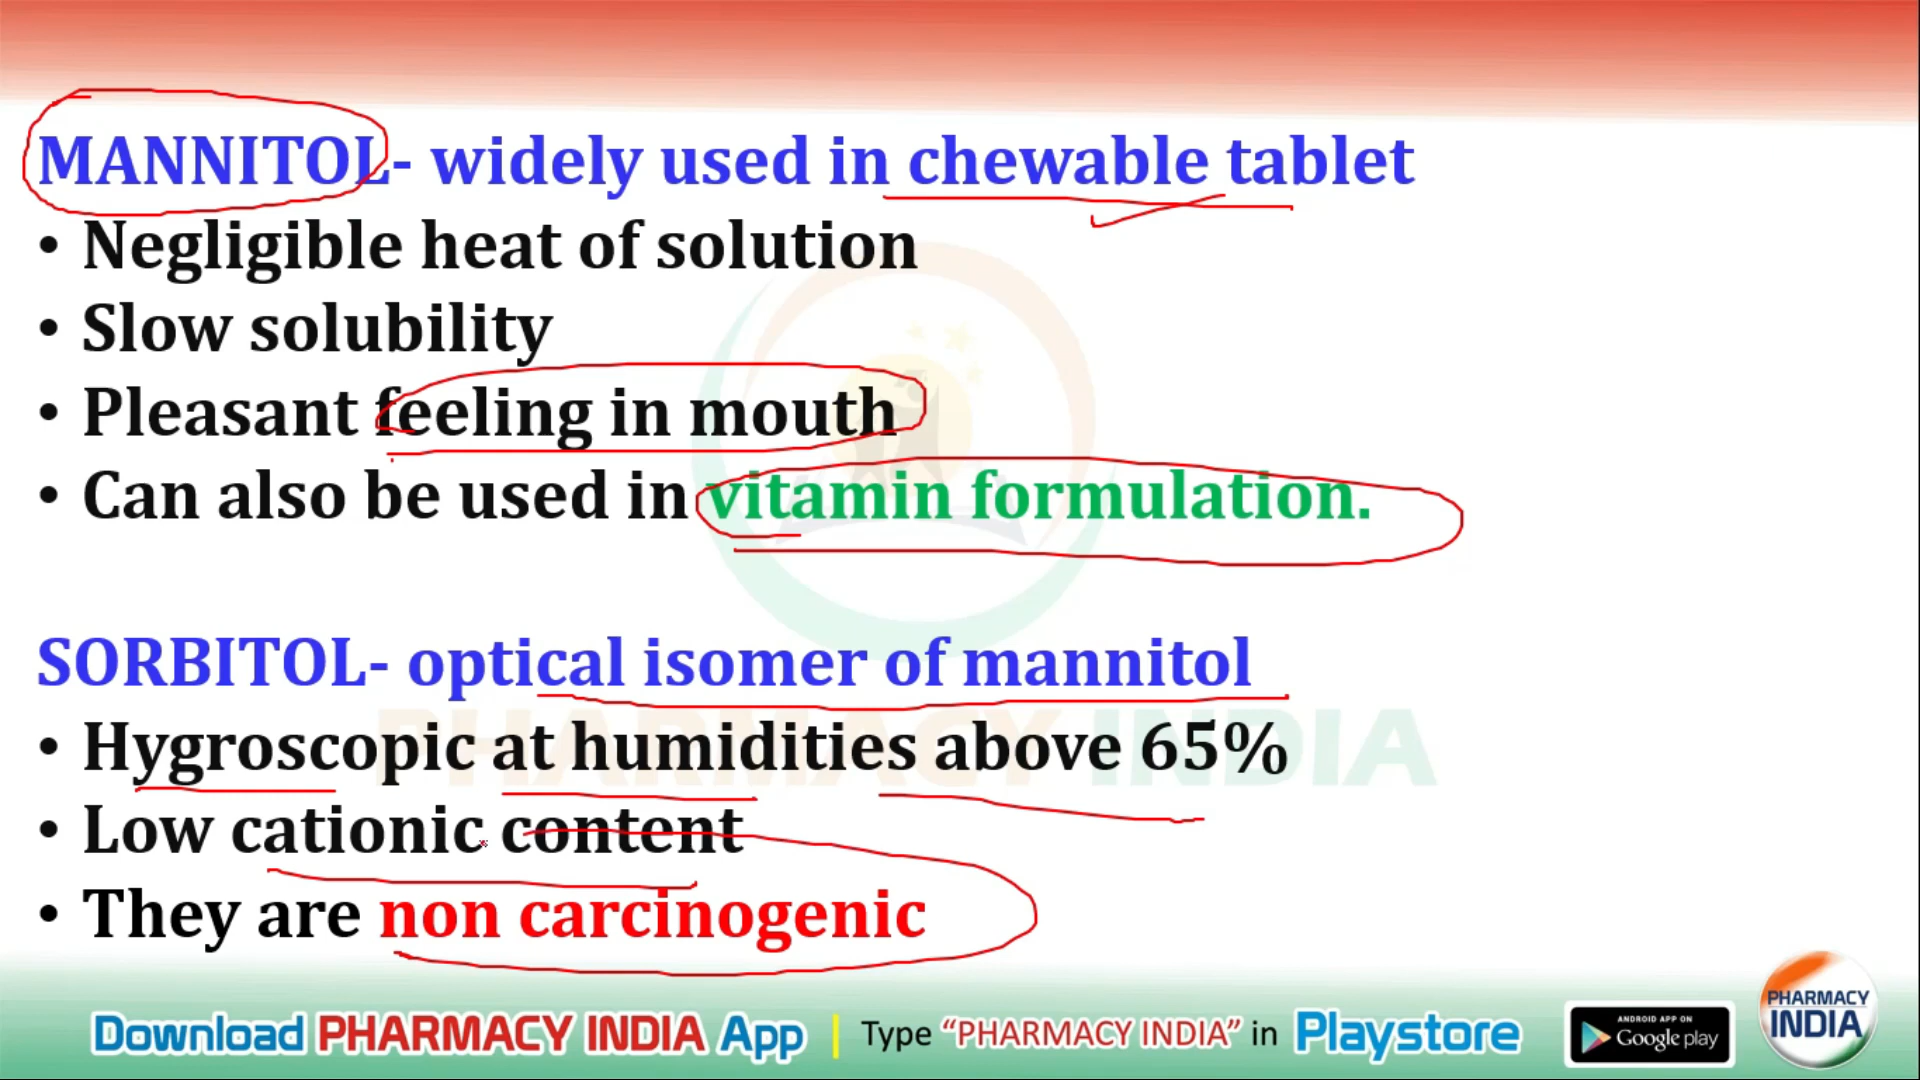 MANNITOL- widely used in chewable tablet
• Negligible heat of solution
• Slow solubility
• Pleasant feeling in mouth
• Can also be used in vitamin formulation.
SORBITOL- optical isomer of mannitol
• Hygroscopic at humidities above 65%
• Low cationic content
• They are non carcinogenic
PHARMACY INDIA
Download PHARMACY INDIA App | Type “PHARMACY INDIA” in Playstore
ANDROID APP ON
Google play
PHARMACY
INDIA